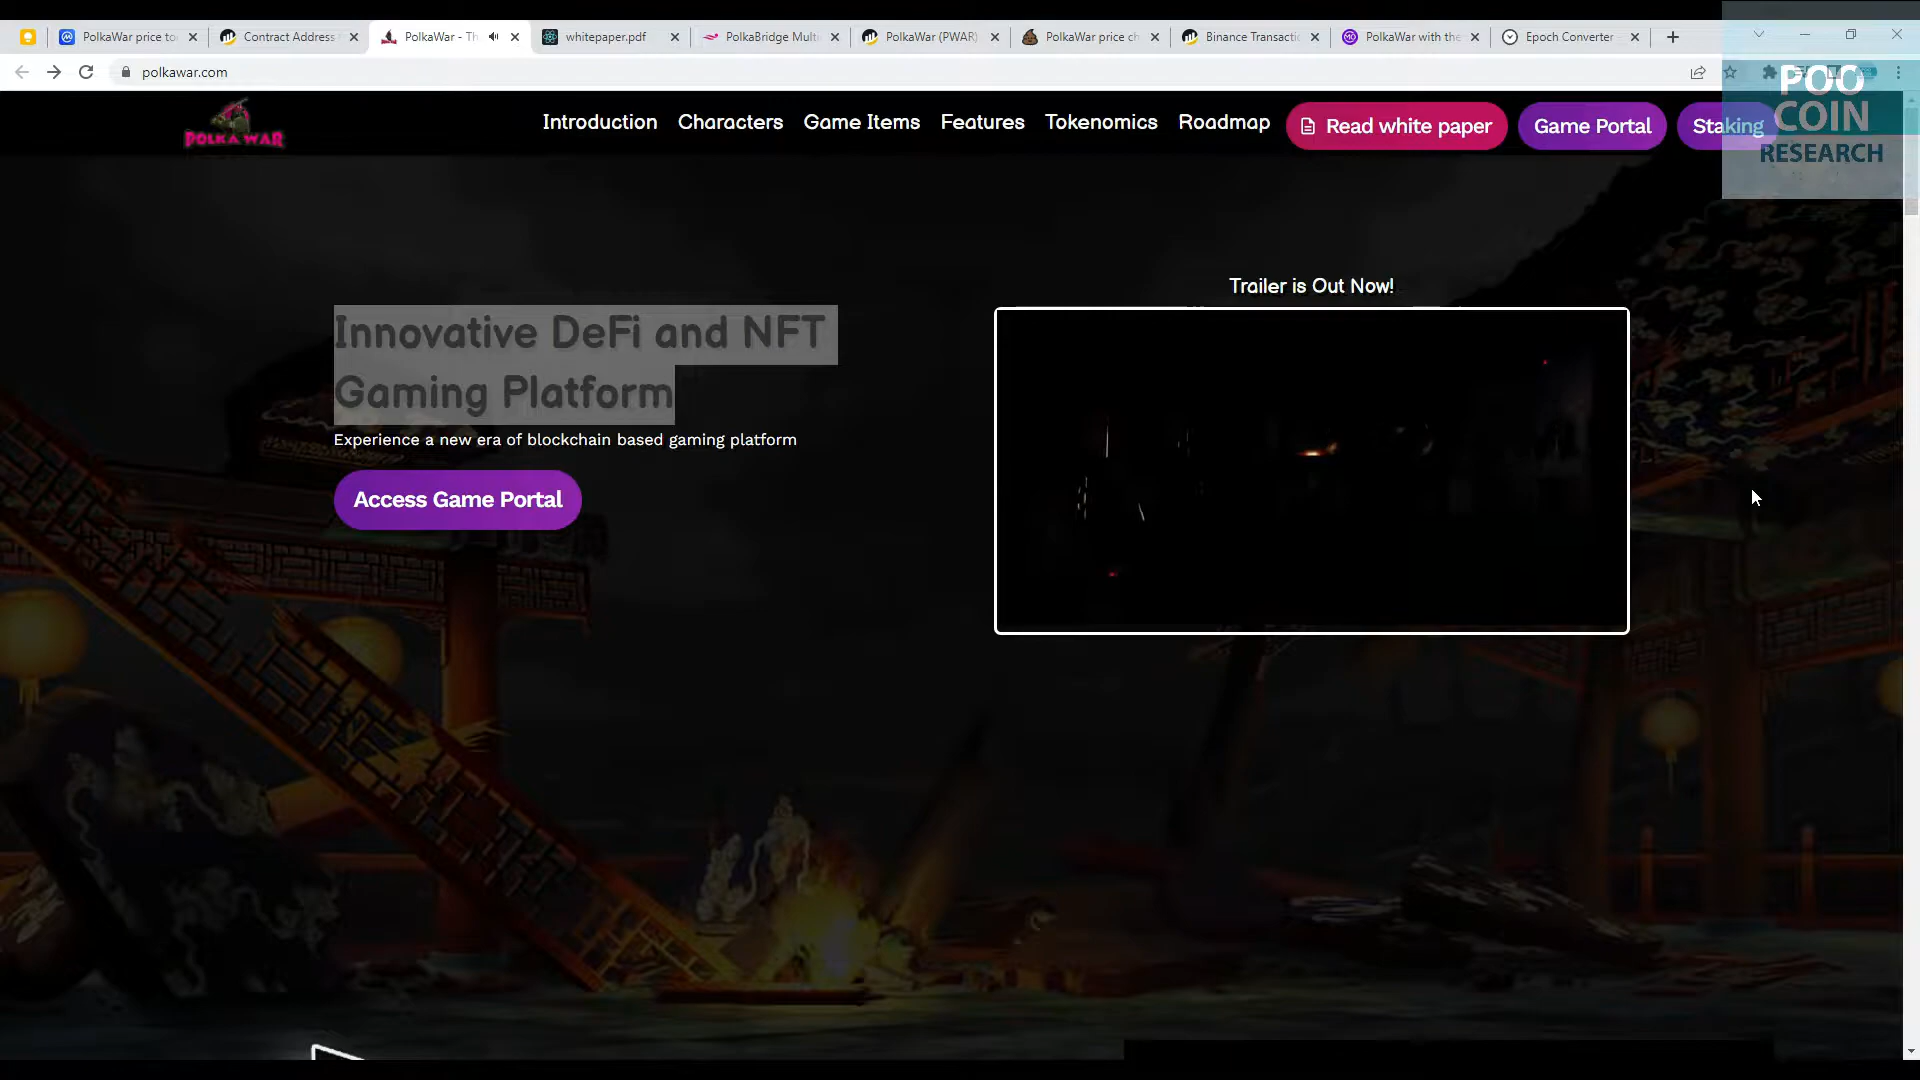 PolkaWar price to
Contract Address
PolkaWar - Th
whitepaper.pdf
PolkaBridge Mult
PolkaWar (PWAR)
PolkaWar price ch
Binance Transactio
PolkaWar with the
Epoch Converter
polkawar.com
POLKA WAR
Introduction
Characters
Game Items
Features
Tokenomics
Roadmap
Read white paper
Game Portal
Staking
POO
COIN
RESEARCH
Trailer is Out Now!
Innovative DeFi and NFT
Gaming Platform
Experience a new era of blockchain based gaming platform
Access Game Portal